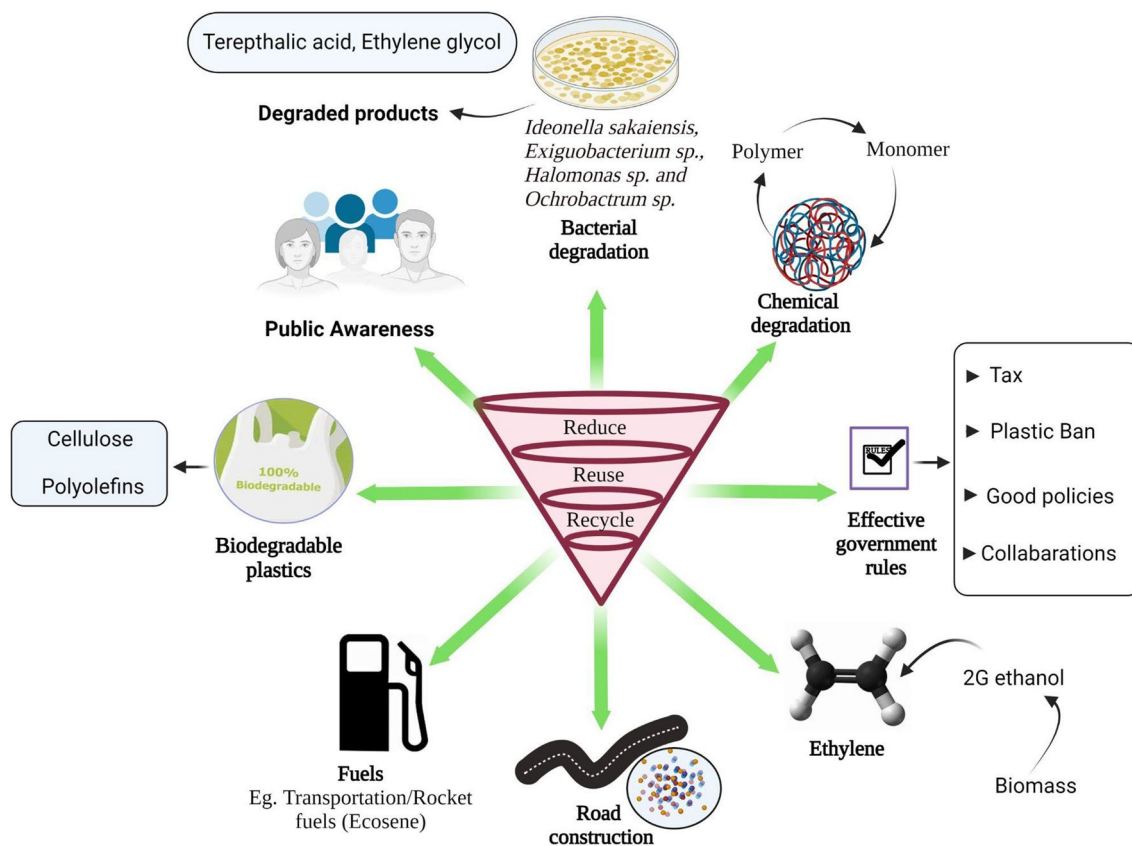 Terepthalic acid, Ethylene glycol
Degraded products
Ideonella sakaiensis,
Exiguobacterium sp.,
Halomonas sp. and
Ochrobactrum sp.
Bacterial
degradation
Polymer
Monomer
Chemical
degradation
Public Awareness
Reduce
Reuse
Recycle
Cellulose
Polyolefins
100%
Biodegradable
Biodegradable
plastics
RULES
Effective
government
rules
Tax
Plastic Ban
Good policies
Collabarations
Fuels
Eg. Transportation/Rocket
fuels (Ecosene)
Road
construction
Ethylene
2G ethanol
Biomass